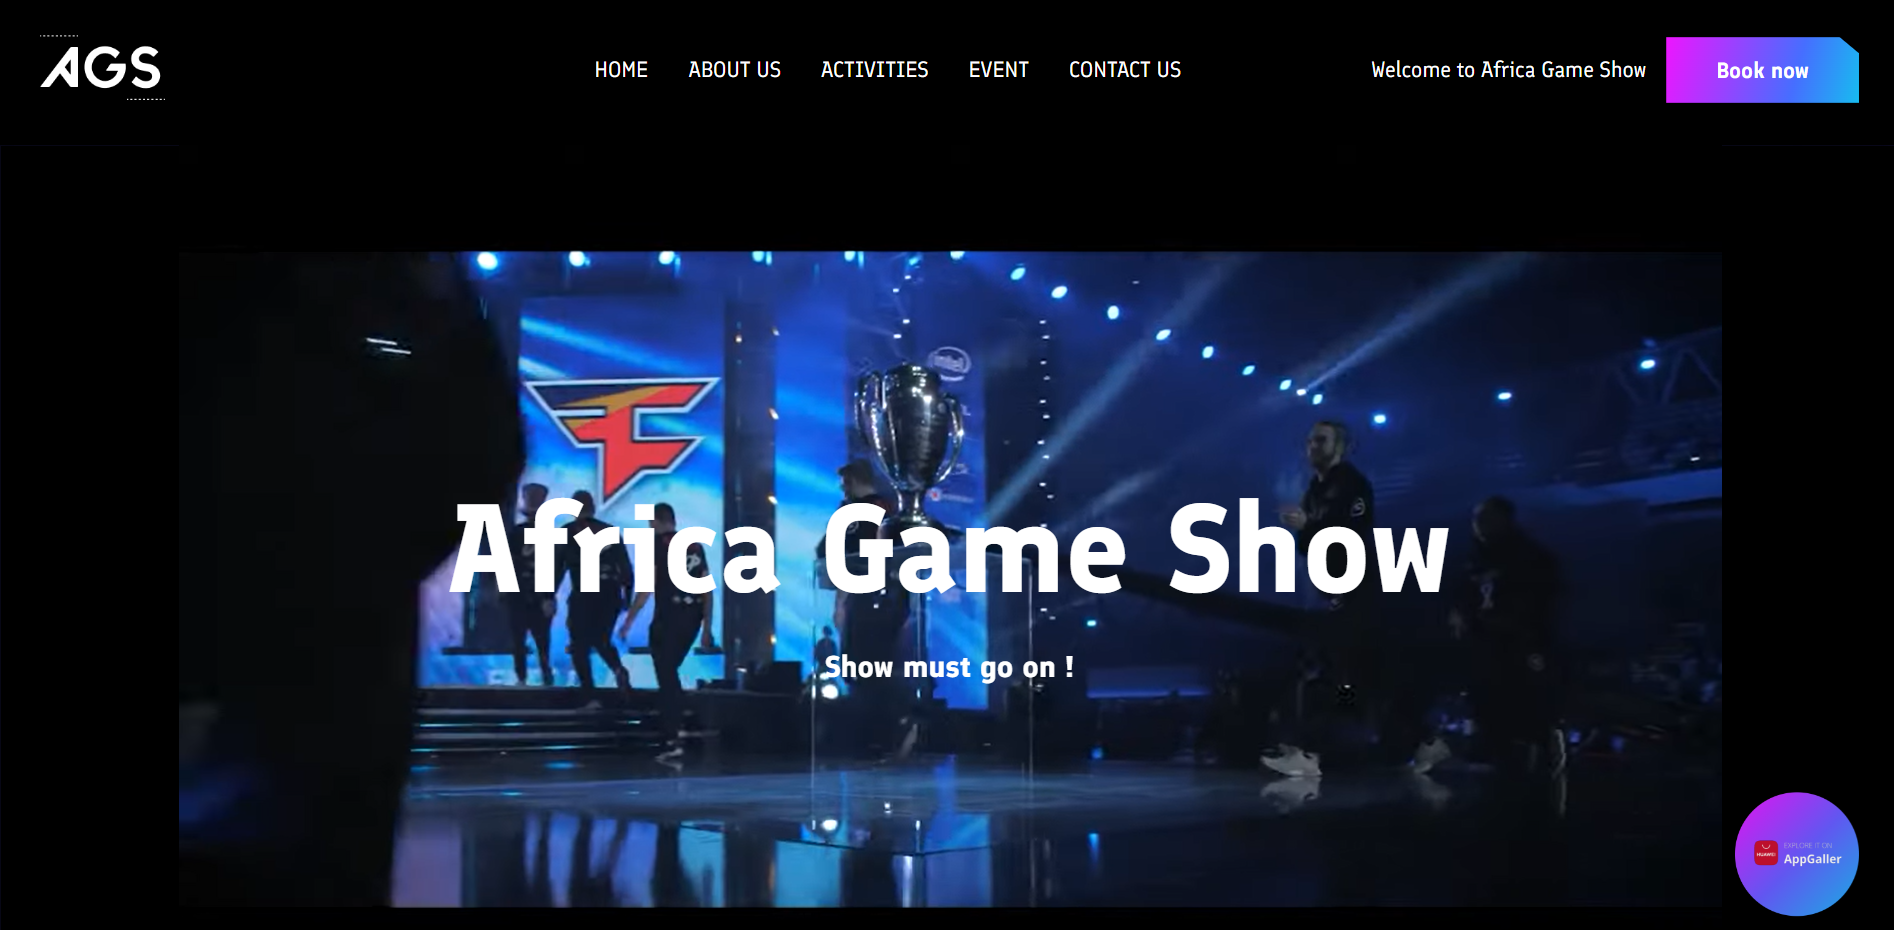 AGS
HOME ABOUT US ACTIVITIES EVENT CONTACT US
Welcome to Africa Game Show
Book now
intel
Africa Game Show
Show must go on !
EXPLORE IT ON
HUAWEI
AppGaller